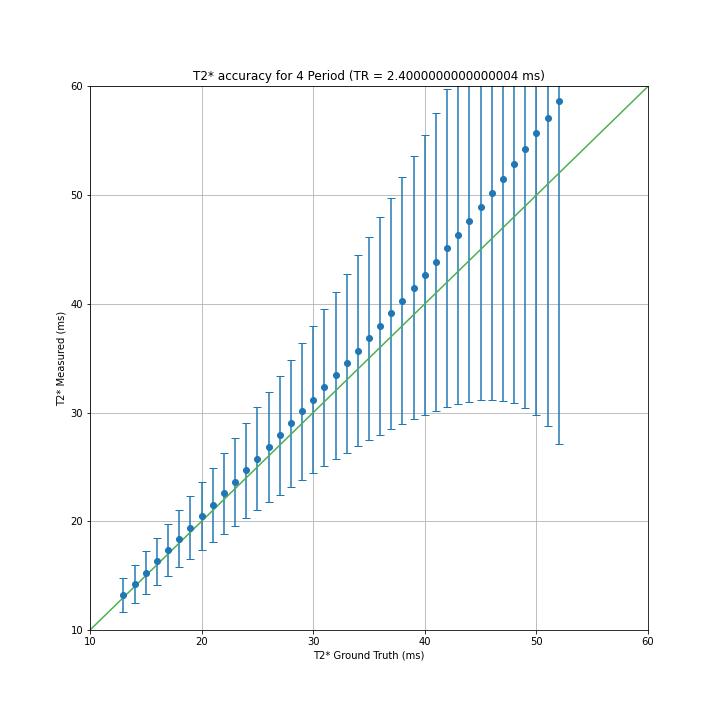 T2* accuracy for 4 Period (TR = 2.4000000000000004 ms)
60
50
40
30
20
10
T2* Measured (ms)
10 20 30 40 50 60
T2* Ground Truth (ms)